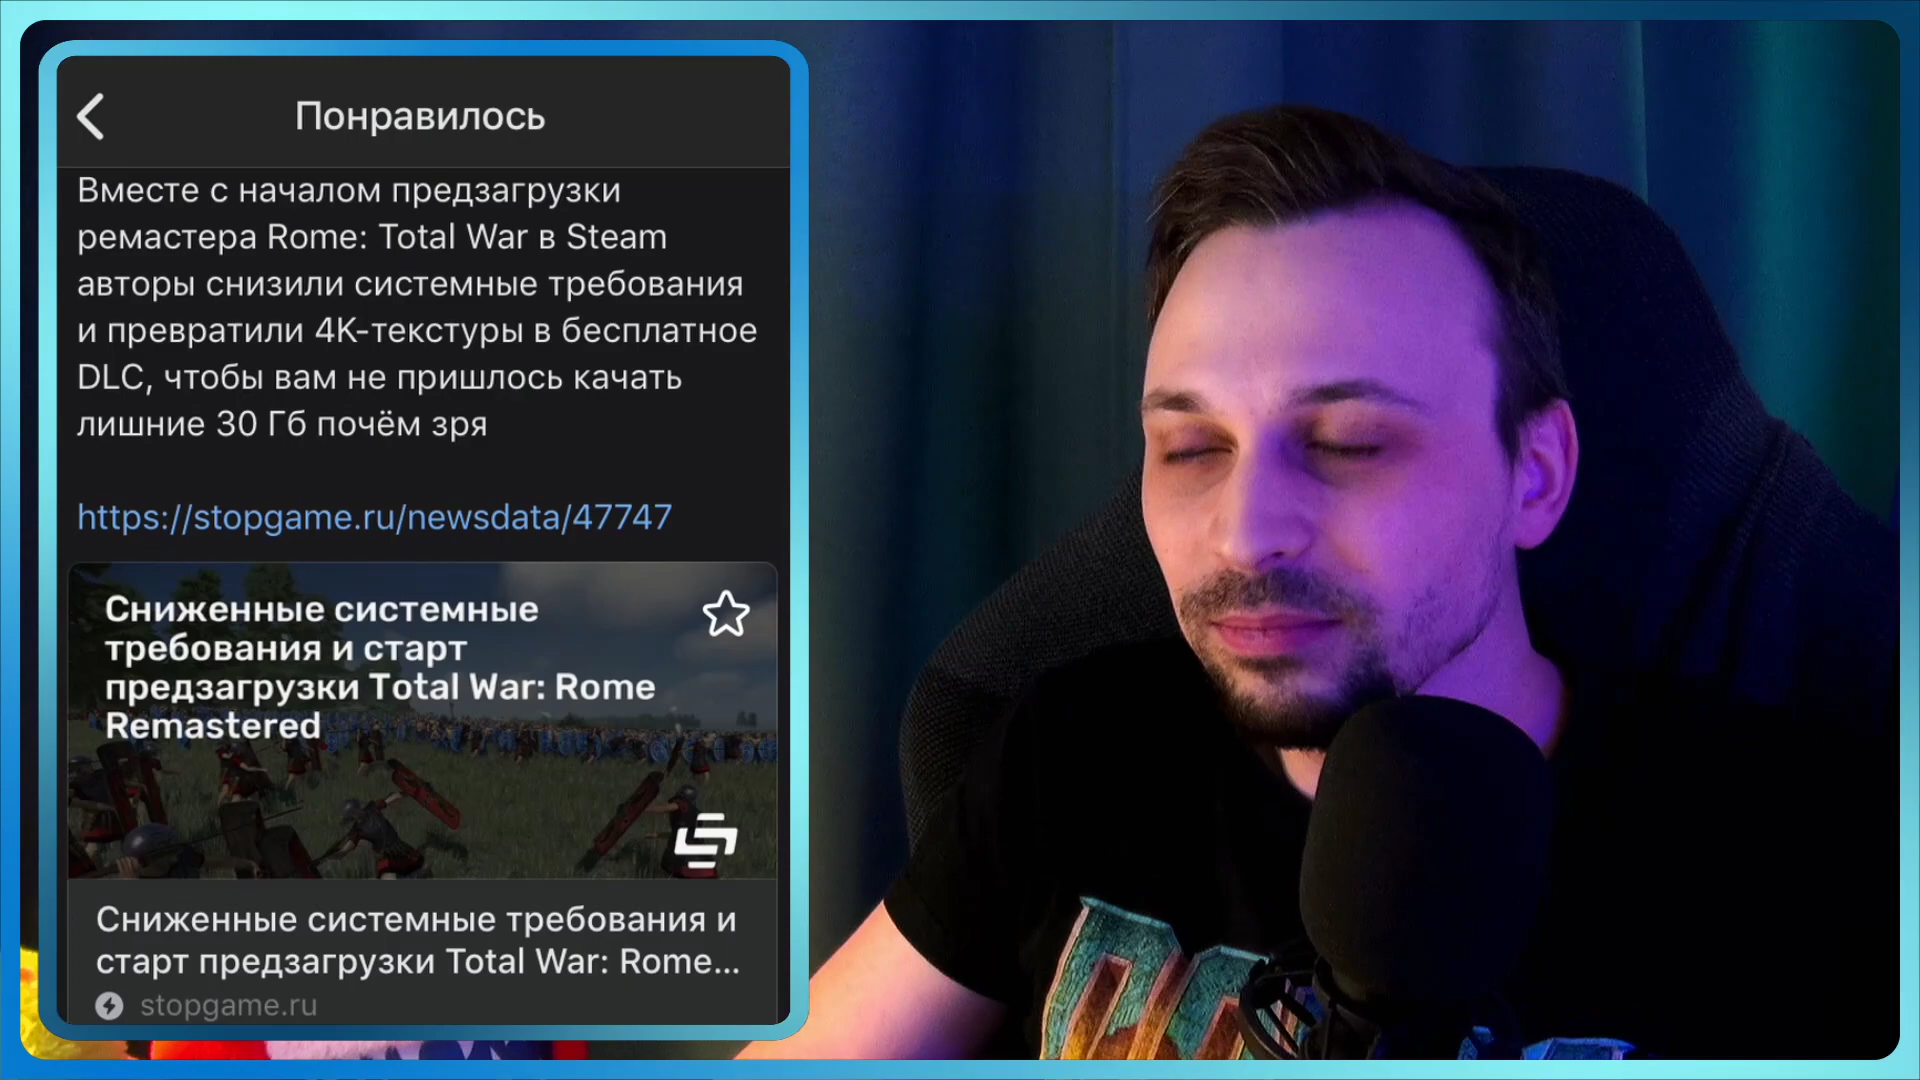 Понравилось
Вместе с началом предзагрузки
ремастера Rome: Total War в Steam
авторы снизили системные требования
и превратили 4K-текстуры в бесплатное
DLC, чтобы вам не пришлось качать
лишние 30 Гб почём зря
https://stopgame.ru/newsdata/47747
Сниженные системные
требования и старт
предзагрузки Total War: Rome
Remastered
Сниженные системные требования и
старт предзагрузки Total War: Rome...
stopgame.ru